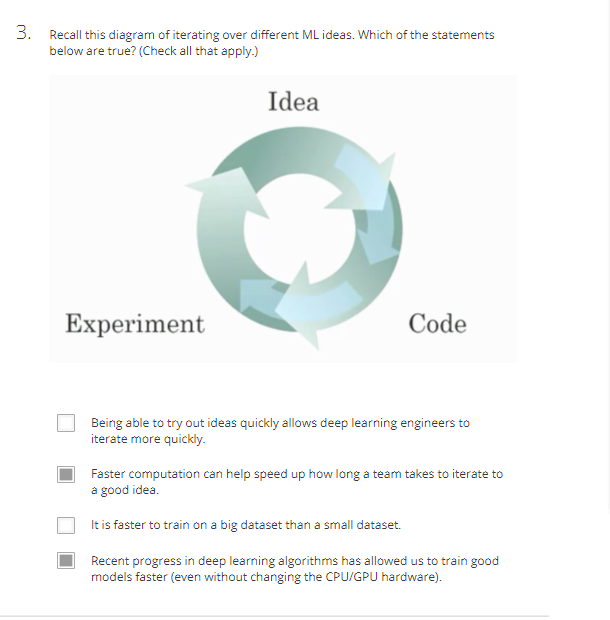 3. Recall this diagram of iterating over different ML ideas. Which of the statements
below are true? (Check all that apply.)
Idea
Experiment
Code
Being able to try out ideas quickly allows deep learning engineers to
iterate more quickly.
Faster computation can help speed up how long a team takes to iterate to
a good idea.
It is faster to train on a big dataset than a small dataset.
Recent progress in deep learning algorithms has allowed us to train good
models faster (even without changing the CPU/GPU hardware).